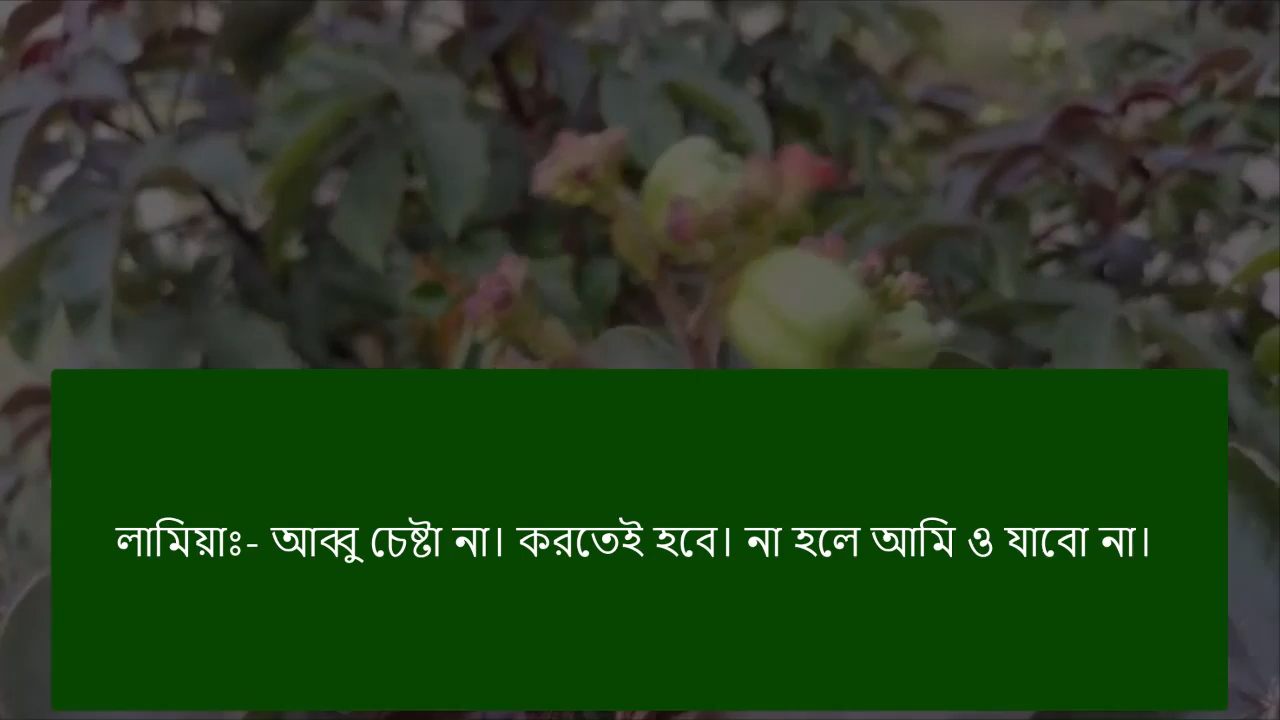 লামিয়াঃ- আব্বু চেষ্টা না। করতেই হবে। না হলে আমি ও যাবো না।